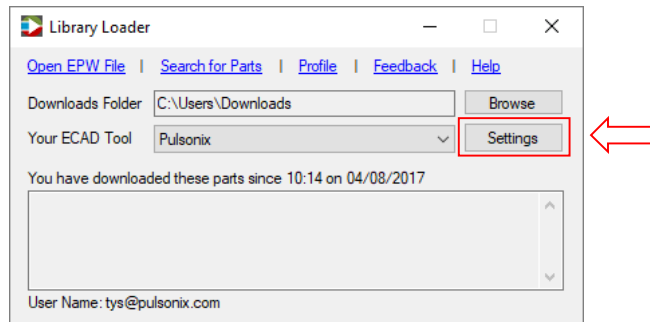 Library Loader
Open EPW File | Search for Parts | Profile | Feedback | Help
Downloads Folder C:\Users\Downloads Browse
Your ECAD Tool Pulsonix Settings
You have downloaded these parts since 10:14 on 04/08/2017
User Name: tys@pulsonix.com